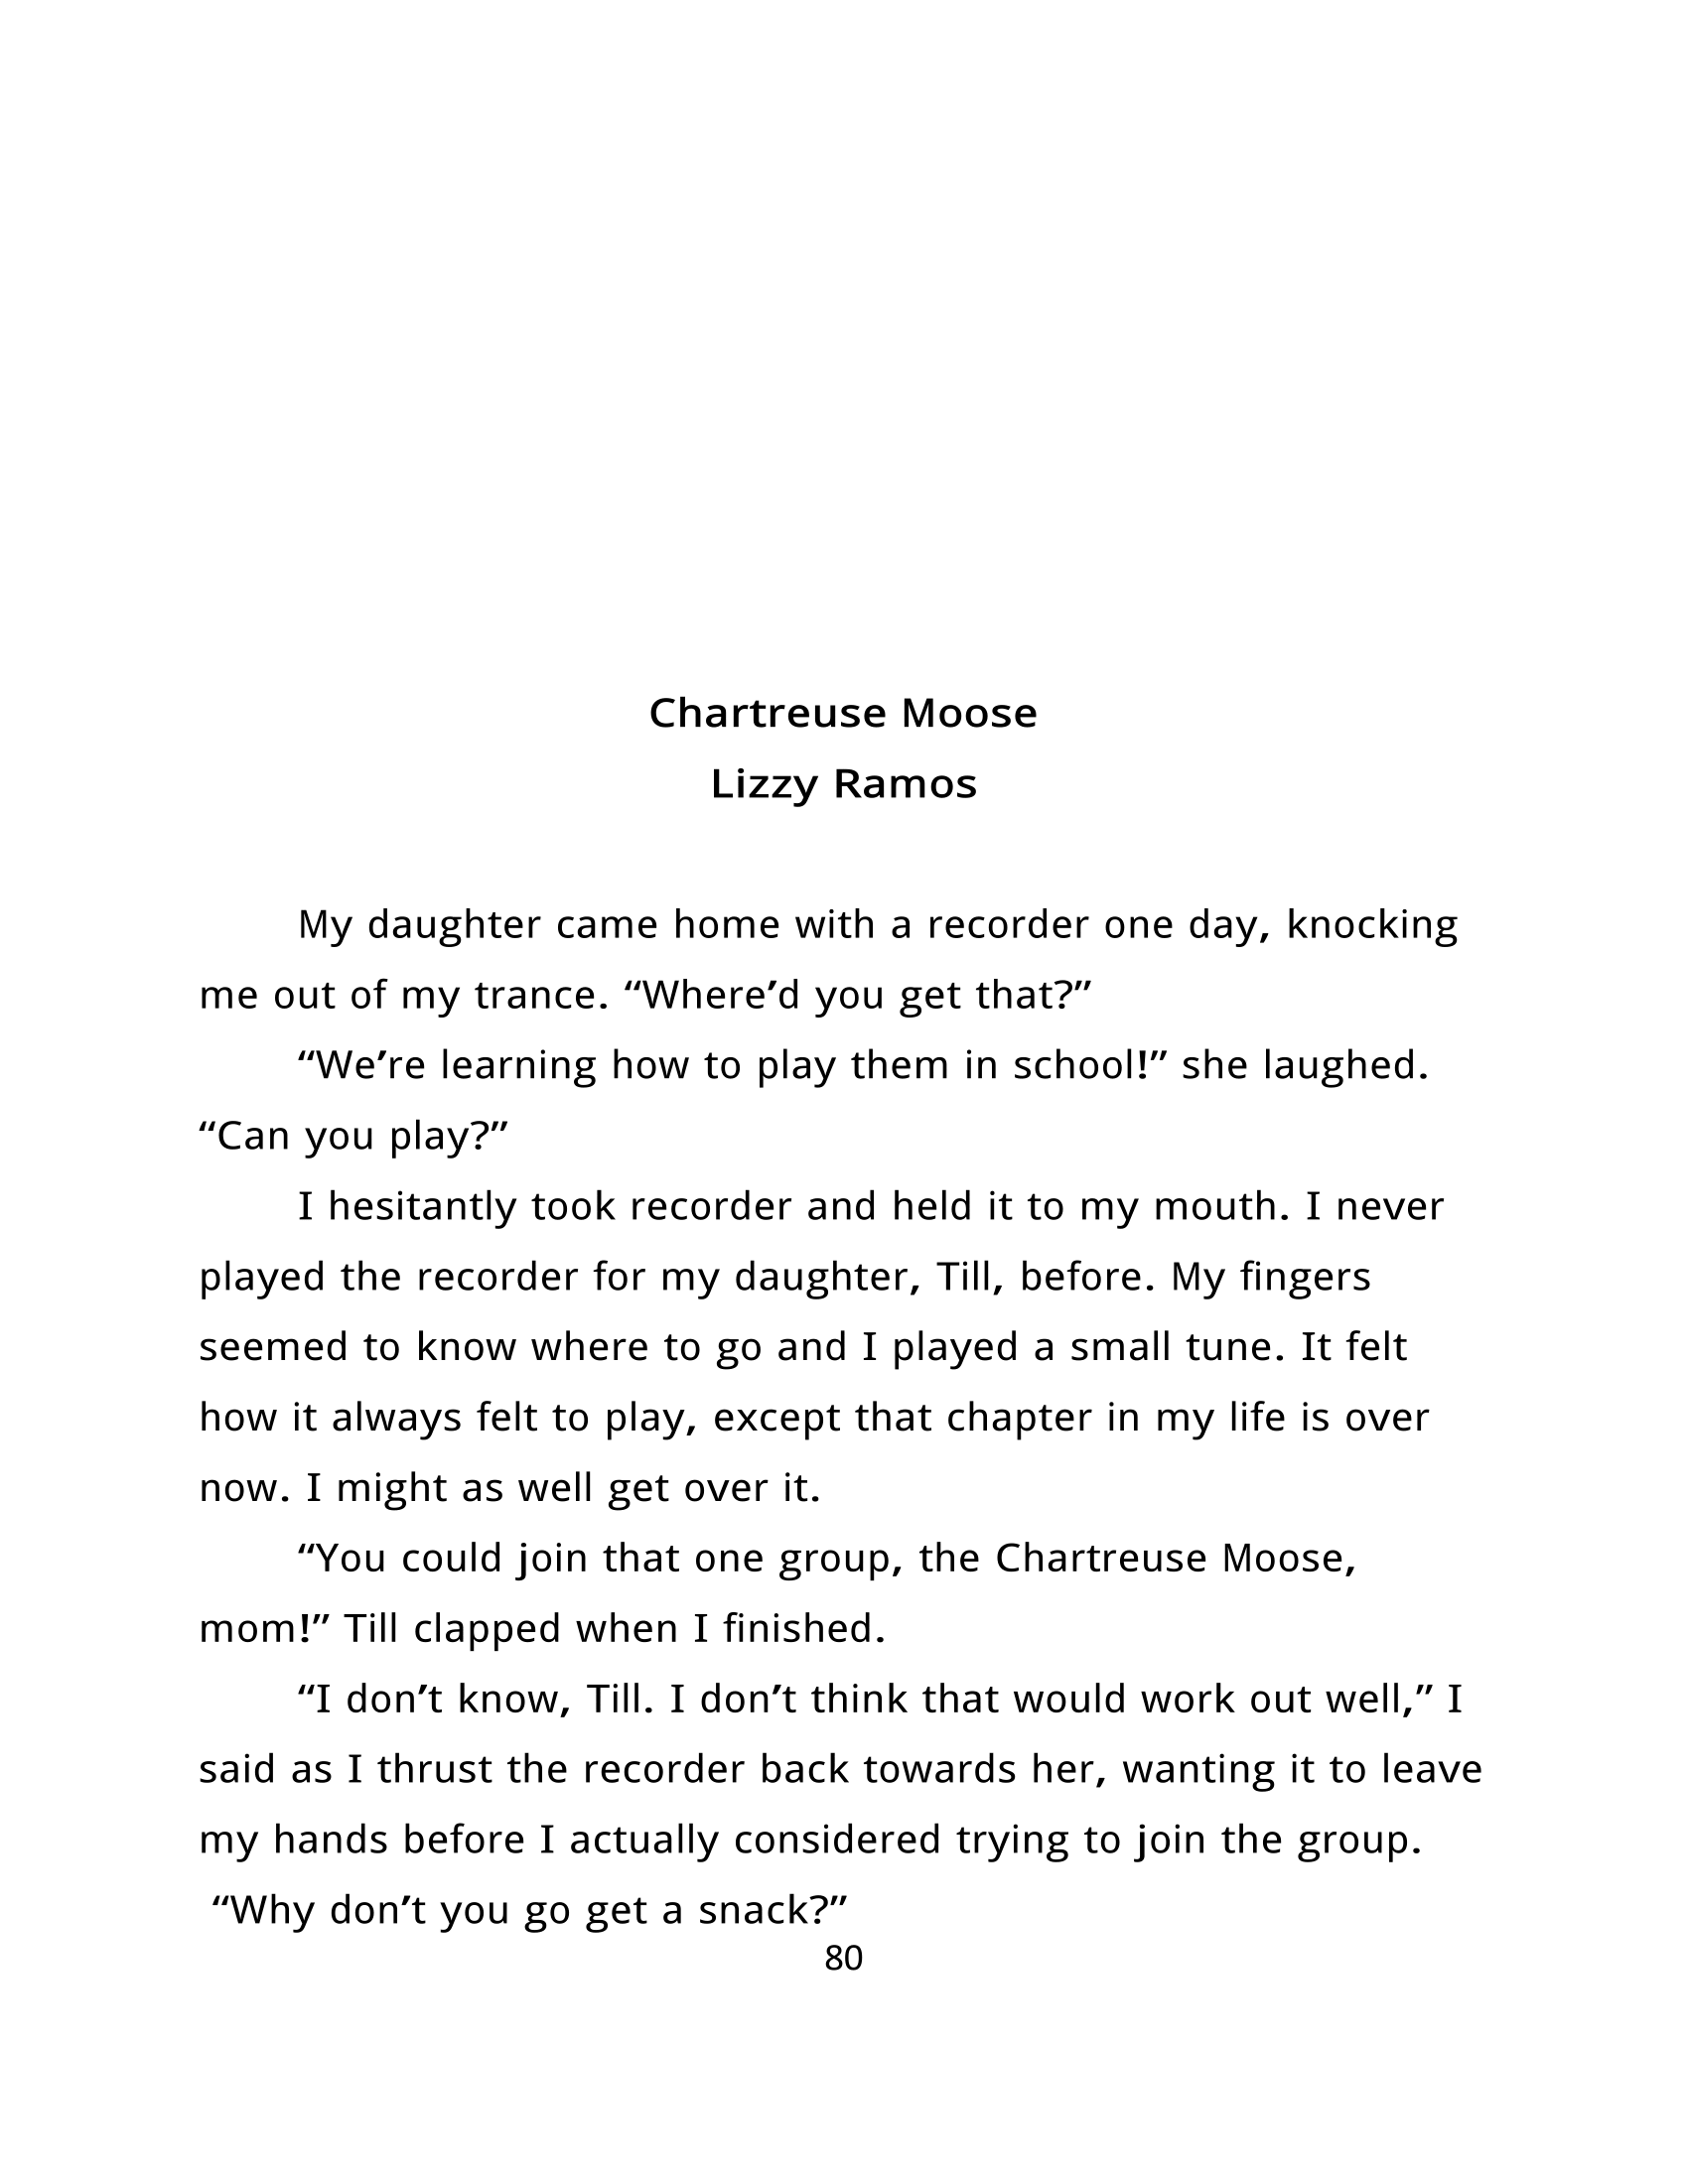 Chartreuse Moose
Lizzy Ramos
My daughter came home with a recorder one day, knocking
me out of my trance. “Where’d you get that?”
“We’re learning how to play them in school!” she laughed.
“Can you play?”
I hesitantly took recorder and held it to my mouth. I never
played the recorder for my daughter, Till, before. My fingers
seemed to know where to go and I played a small tune. It felt
how it always felt to play, except that chapter in my life is over
now. I might as well get over it.
“You could join that one group, the Chartreuse Moose,
mom!” Till clapped when I finished.
“I don’t know, Till. I don’t think that would work out well,” I
said as I thrust the recorder back towards her, wanting it to leave
my hands before I actually considered trying to join the group.
“Why don’t you go get a snack?”
80